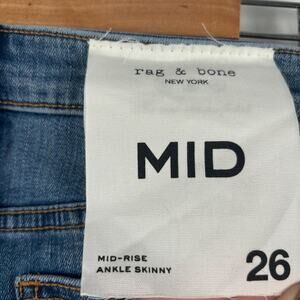 rag & bone
NEW YORK
MID
MID-RISE
ANKLE SKINNY
26